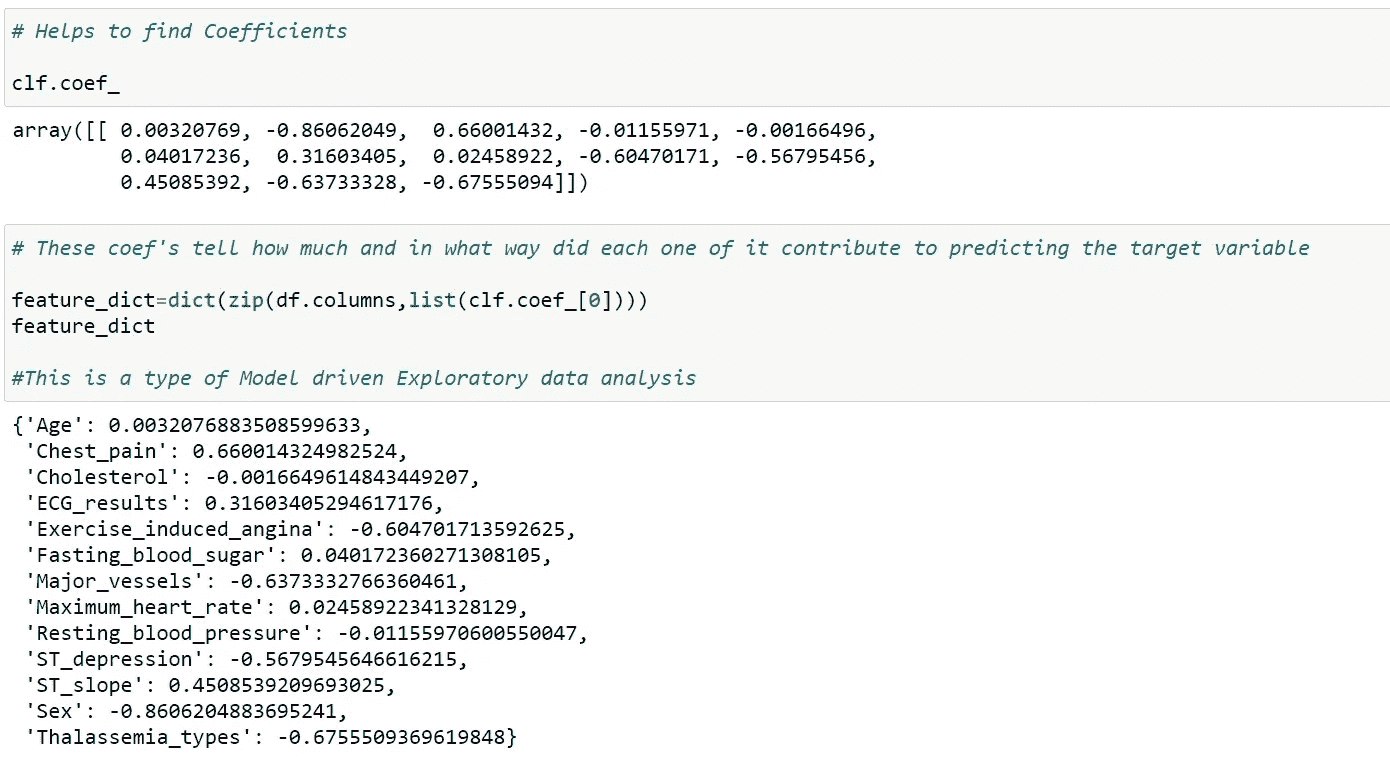 # Helps to find Coefficients
clf.coef_
array([[ 0.00320769, -0.86062049,  0.66001432, -0.01155971, -0.00166496,
         0.04017236,  0.31603405,  0.02458922, -0.60470171, -0.56795456,
         0.45085392, -0.63733328, -0.67555094]])
# These coef's tell how much and in what way did each one of it contribute to predicting the target variable
feature_dict=dict(zip(df.columns,list(clf.coef_[0])))
feature_dict
#This is a type of Model driven Exploratory data analysis
{'Age': 0.0032076883508599633,
 'Chest_pain': 0.660014324982524,
 'Cholesterol': -0.0016649614843449207,
 'ECG_results': 0.31603405294617176,
 'Exercise_induced_angina': -0.604701713592625,
 'Fasting_blood_sugar': 0.040172360271308105,
 'Major_vessels': -0.6373332766360461,
 'Maximum_heart_rate': 0.02458922341328129,
 'Resting_blood_pressure': -0.01155970600550047,
 'ST_depression': -0.5679545646616215,
 'ST_slope': 0.4508539209693025,
 'Sex': -0.8606204883695241,
 'Thalassemia_types': -0.6755509369619848}